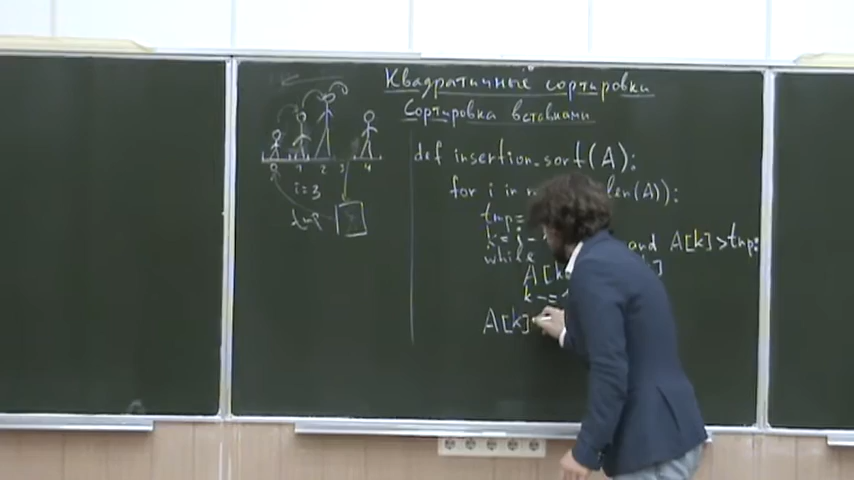 Квадратичные сортировки
Сортировка вставками
def insertion_sort(A):
for i in len(A)):
tmp=
k=
while and A[k]>tmp:
A[k ]
k-=
A[k]
0 1 2 3 4
i=3
tmp